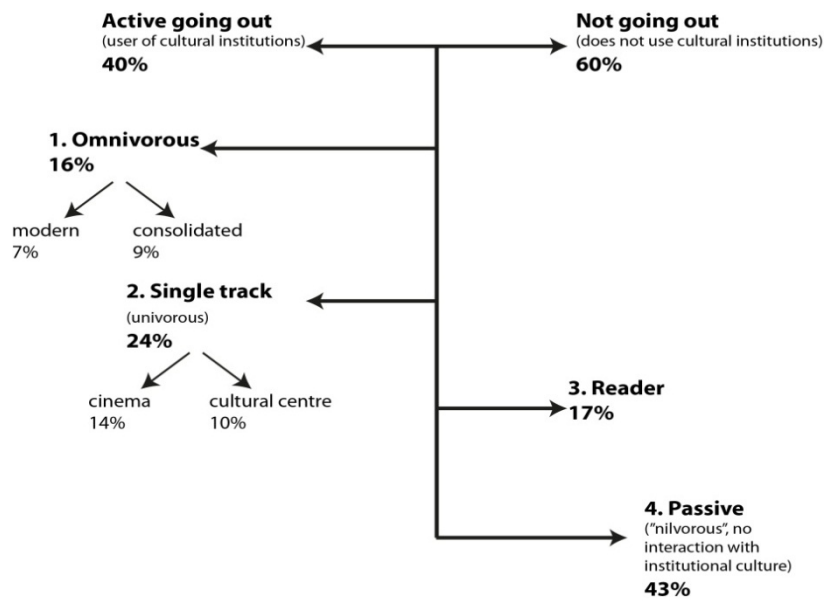 Active going out
(user of cultural institutions)
40%
Not going out
(does not use cultural institutions)
60%
1. Omnivorous
16%
modern
7%
consolidated
9%
2. Single track
(univorous)
24%
cinema
14%
cultural centre
10%
3. Reader
17%
4. Passive
("nilvorous", no
interaction with
institutional culture)
43%